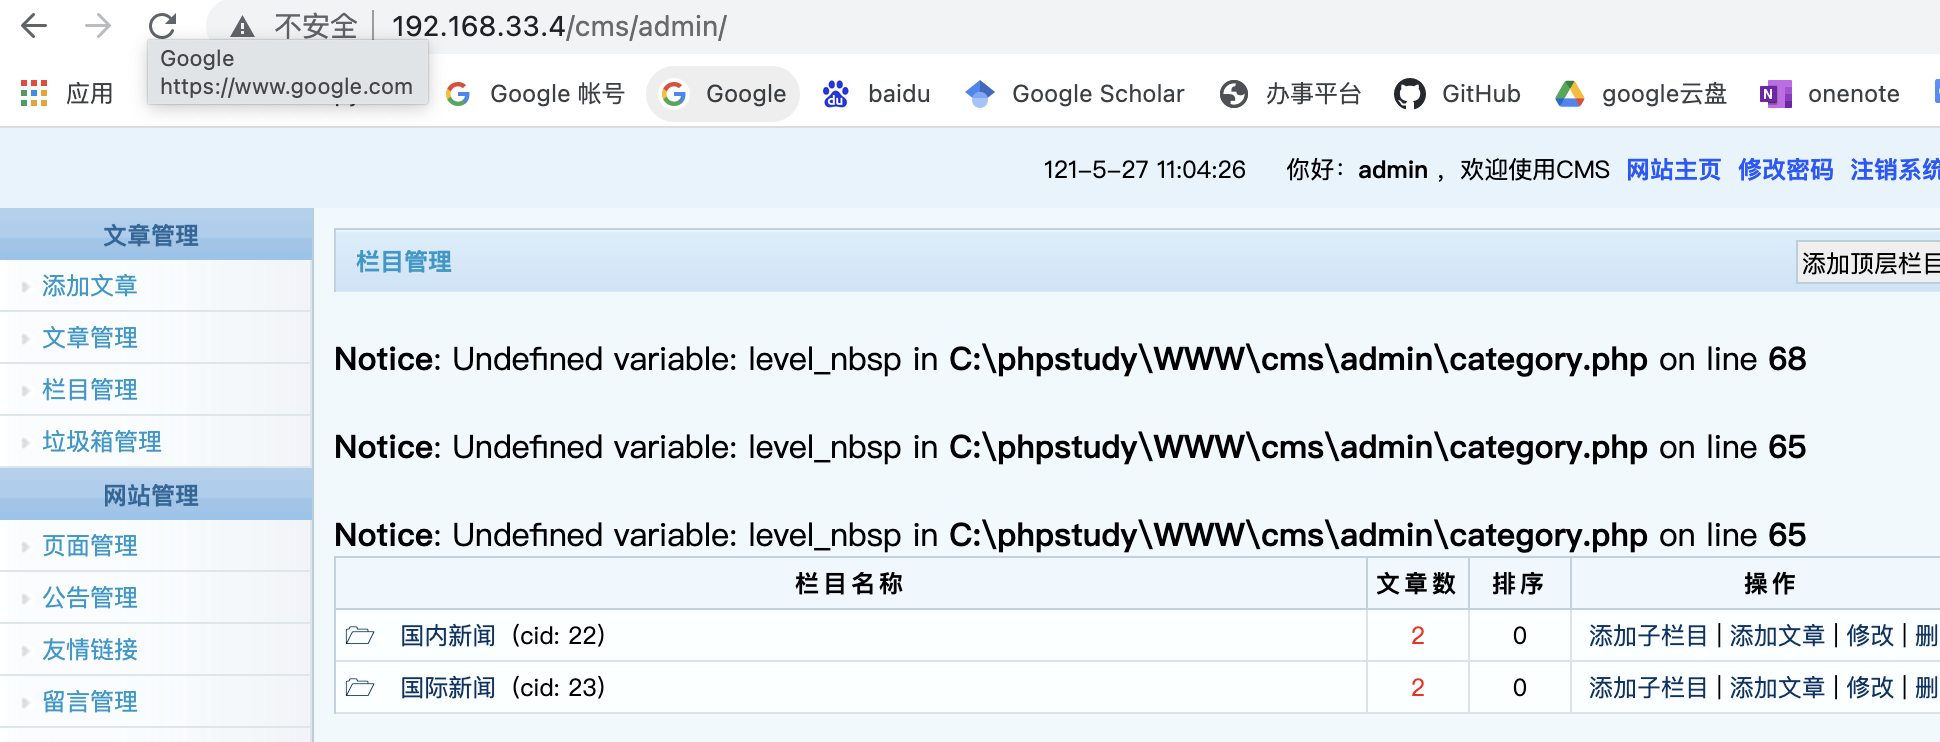 不安全 192.168.33.4/cms/admin/
Google
https://www.google.com
应用 Google 帐号 Google baidu Google Scholar 办事平台 GitHub google云盘 onenote
121-5-27 11:04:26 你好：admin ，欢迎使用CMS 网站主页 修改密码 注销系统
文章管理
添加文章
文章管理
栏目管理
垃圾箱管理
网站管理
页面管理
公告管理
友情链接
留言管理
栏目管理 添加顶层栏目
Notice: Undefined variable: level_nbsp in C:\phpstudy\WWW\cms\admin\category.php on line 68
Notice: Undefined variable: level_nbsp in C:\phpstudy\WWW\cms\admin\category.php on line 65
Notice: Undefined variable: level_nbsp in C:\phpstudy\WWW\cms\admin\category.php on line 65
栏目名称 文章数 排序 操作
国内新闻 (cid: 22) 2 0 添加子栏目 | 添加文章 | 修改 | 删
国际新闻 (cid: 23) 2 0 添加子栏目 | 添加文章 | 修改 | 删